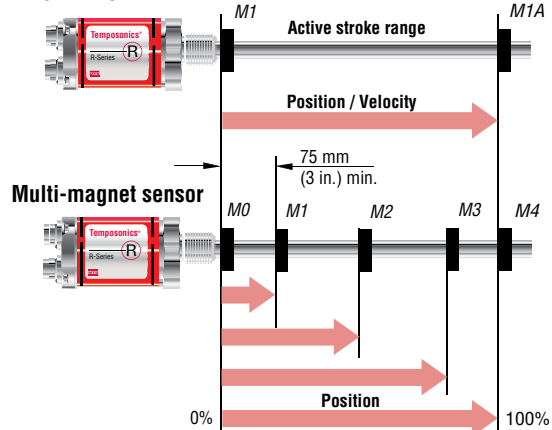 M1
M1A
Active stroke range
Temposonics®
R-Series
R
Position / Velocity
75 mm
(3 in.) min.
Multi-magnet sensor
M0
M1
M2
M3
M4
Temposonics®
R-Series
R
Position
0%
100%